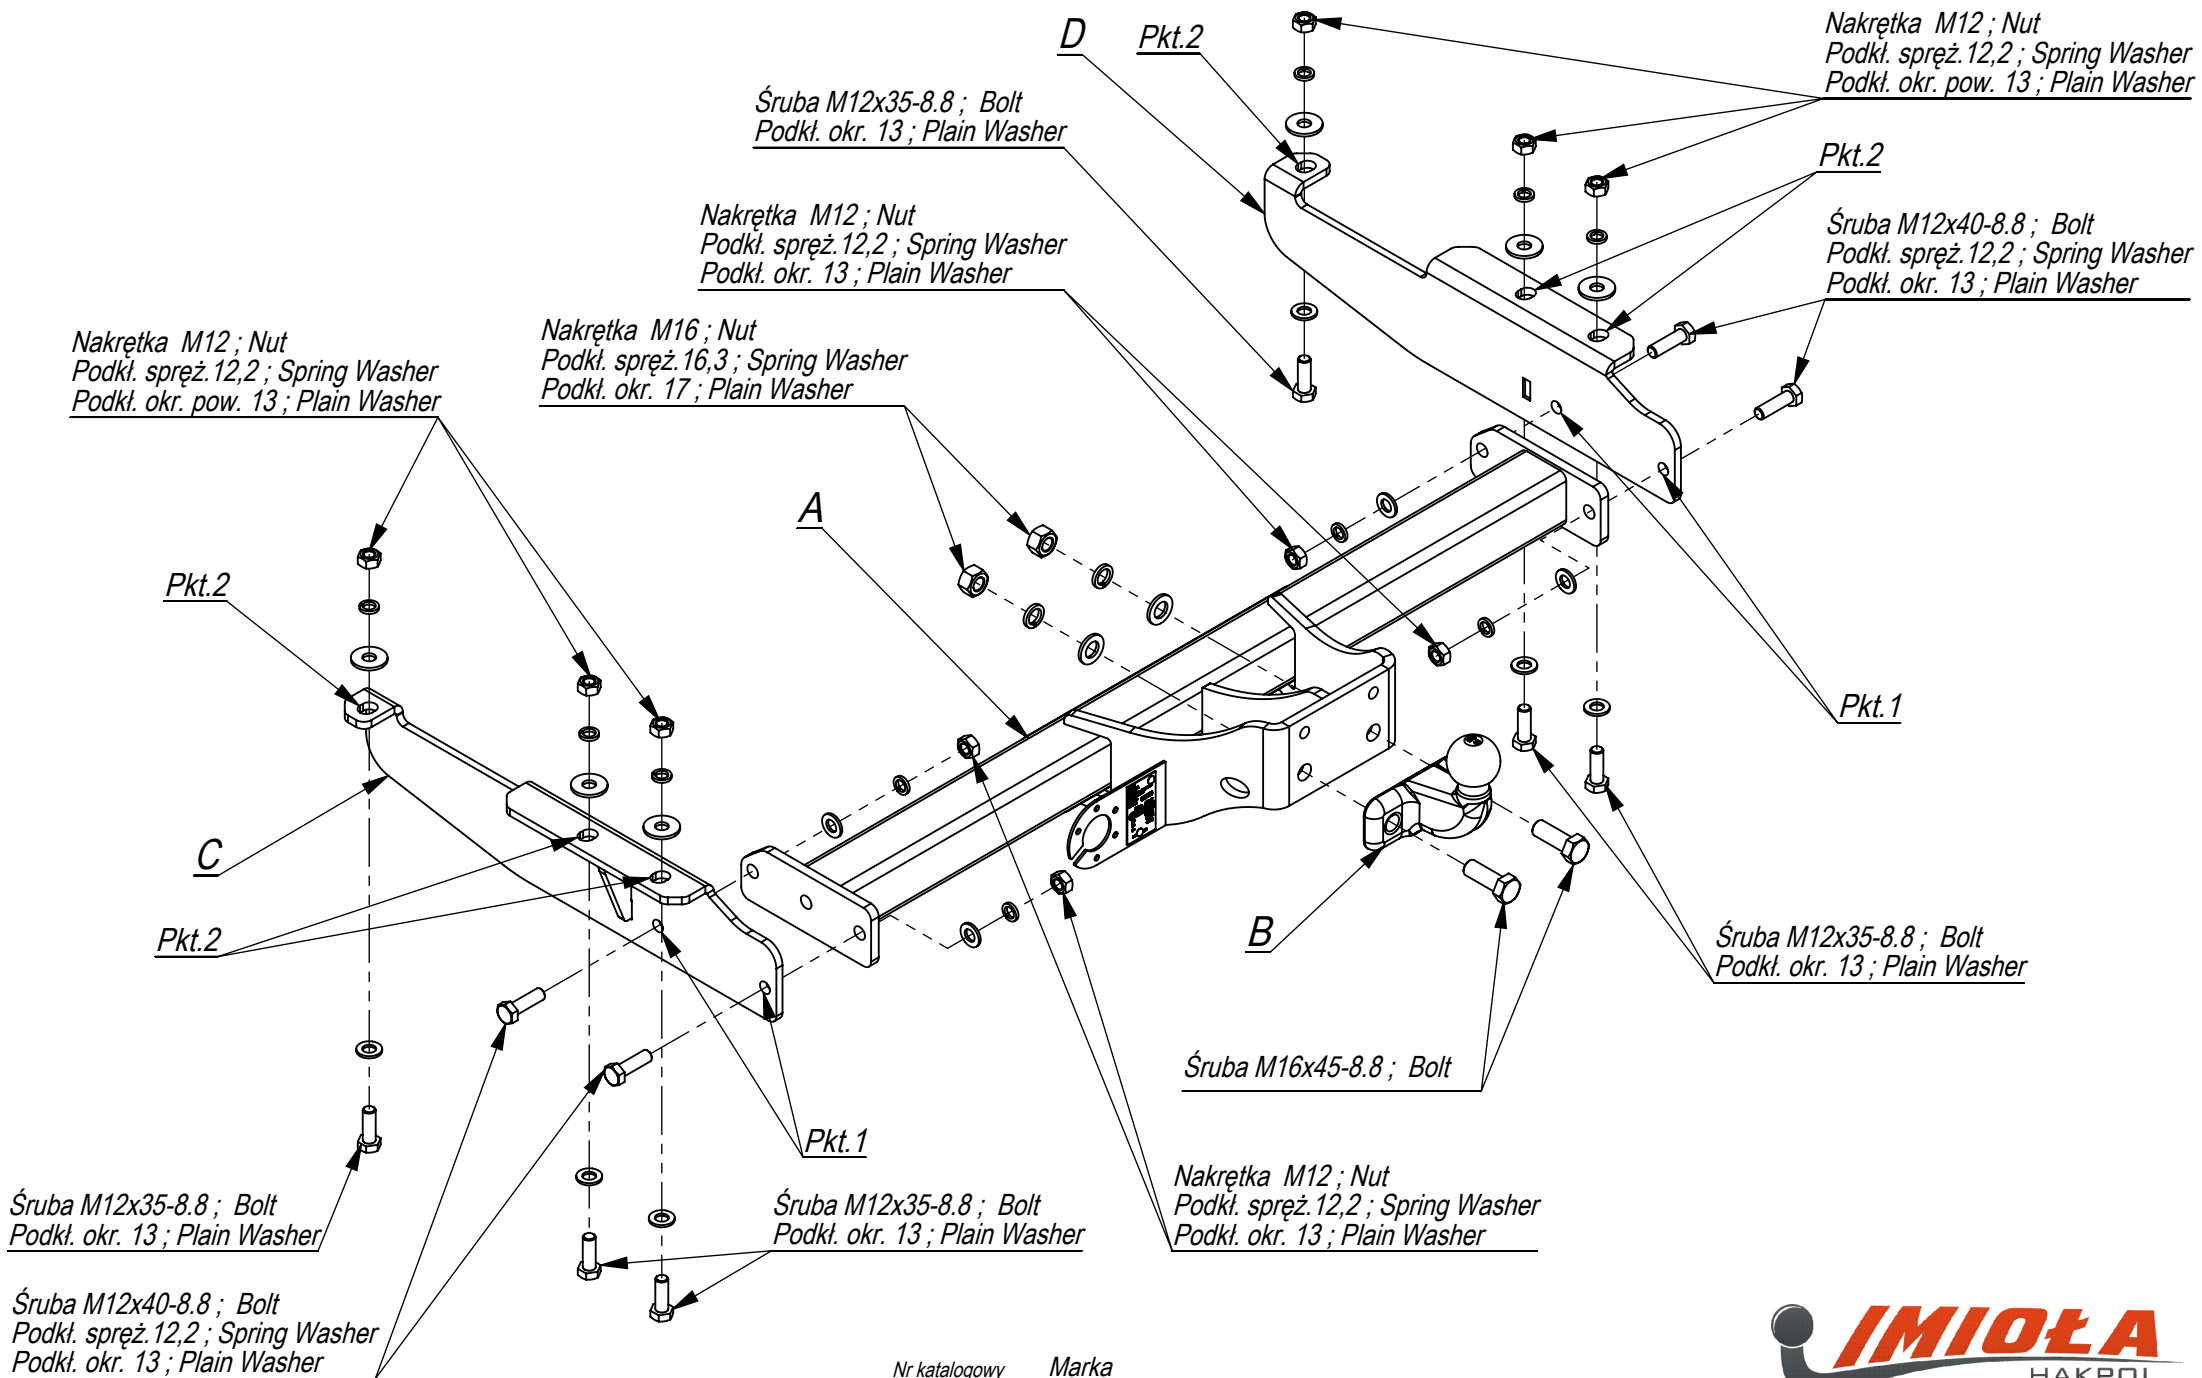 D
Pkt.2
Nakrętka M12 ; Nut
Podkł. spręż.12,2 ; Spring Washer
Podkł. okr. pow. 13 ; Plain Washer
Śruba M12x35-8.8 ; Bolt
Podkł. okr. 13 ; Plain Washer
Pkt.2
Nakrętka M12 ; Nut
Podkł. spręż.12,2 ; Spring Washer
Podkł. okr. 13 ; Plain Washer
Śruba M12x40-8.8 ; Bolt
Podkł. spręż.12,2 ; Spring Washer
Podkł. okr. 13 ; Plain Washer
Nakrętka M12 ; Nut
Podkł. spręż.12,2 ; Spring Washer
Podkł. okr. pow. 13 ; Plain Washer
Nakrętka M16 ; Nut
Podkł. spręż.16,3 ; Spring Washer
Podkł. okr. 17 ; Plain Washer
A
Pkt.2
Pkt.1
C
Pkt.2
B
Śruba M12x35-8.8 ; Bolt
Podkł. okr. 13 ; Plain Washer
Śruba M16x45-8.8 ; Bolt
Pkt.1
Śruba M12x35-8.8 ; Bolt
Podkł. okr. 13 ; Plain Washer
Śruba M12x35-8.8 ; Bolt
Podkł. okr. 13 ; Plain Washer
Nakrętka M12 ; Nut
Podkł. spręż.12,2 ; Spring Washer
Podkł. okr. 13 ; Plain Washer
Śruba M12x40-8.8 ; Bolt
Podkł. spręż.12,2 ; Spring Washer
Podkł. okr. 13 ; Plain Washer
Nr katalogowy Marka
IMIOŁA
HAKPOL